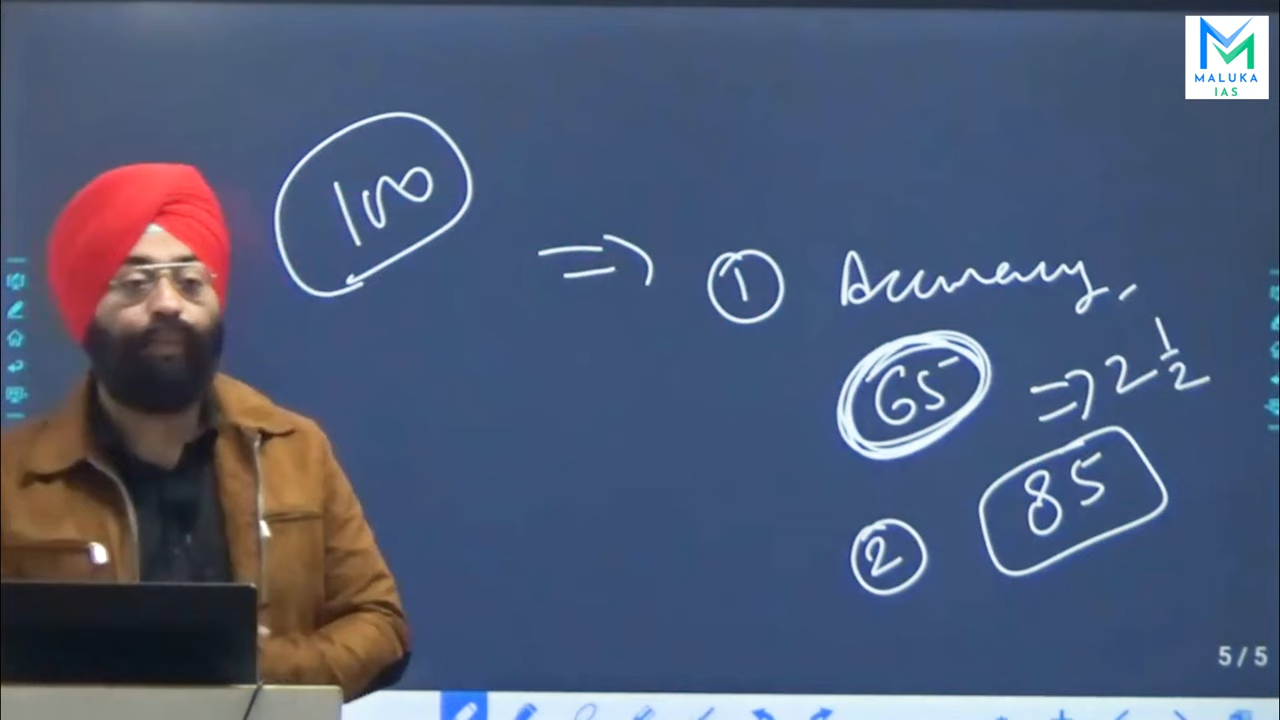 MALUKA
IAS
100
⇒ ① Accuracy,
65 ⇒ 2 1/2
85
②
5 / 5